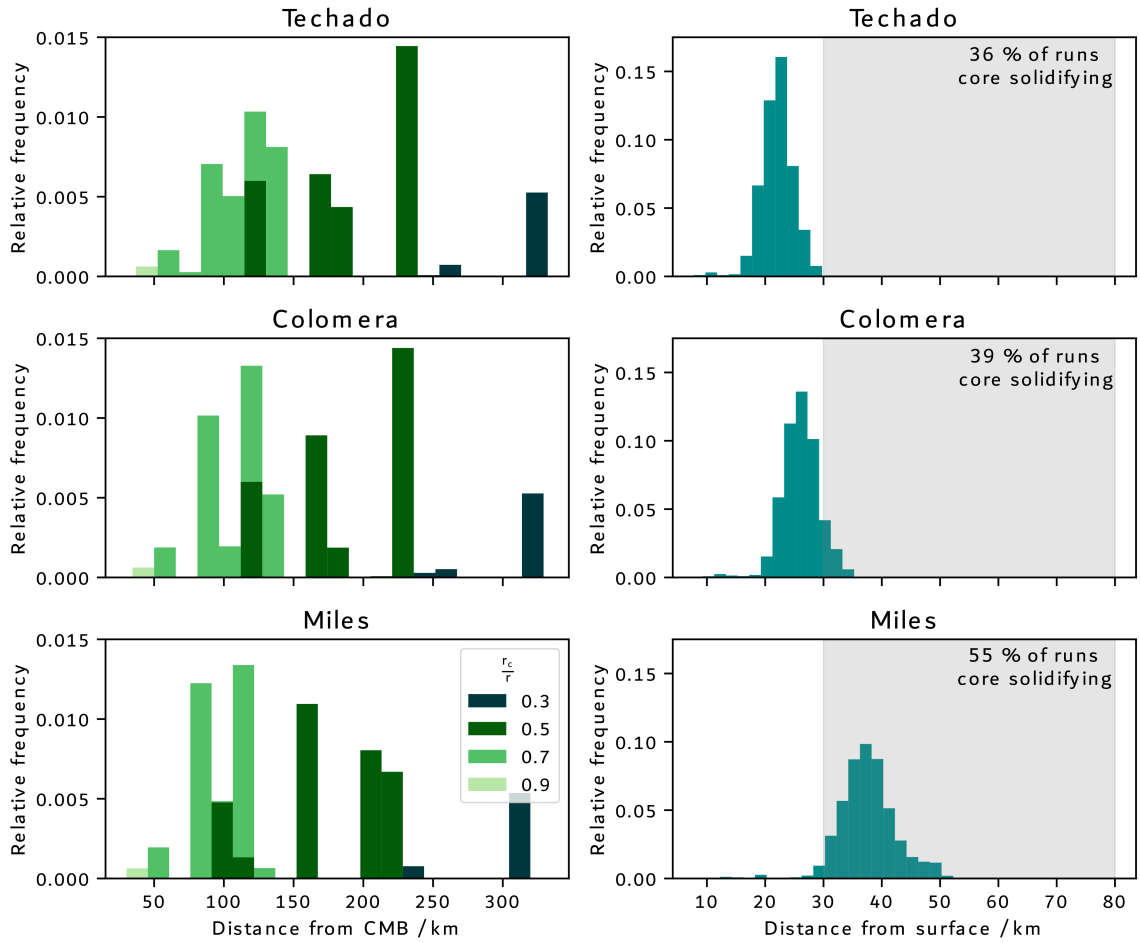 Techado
Relative frequency
0.015
0.010
0.005
0.000
Techado
Relative frequency
0.15
0.10
0.05
0.00
36 % of runs
core solidifying
Colomera
Relative frequency
0.015
0.010
0.005
0.000
Colomera
Relative frequency
0.15
0.10
0.05
0.00
39 % of runs
core solidifying
Miles
Relative frequency
0.015
0.010
0.005
0.000
r_c
r
0.3
0.5
0.7
0.9
50 100 150 200 250 300
Distance from CMB /km
Miles
Relative frequency
0.15
0.10
0.05
0.00
55 % of runs
core solidifying
10 20 30 40 50 60 70 80
Distance from surface /km